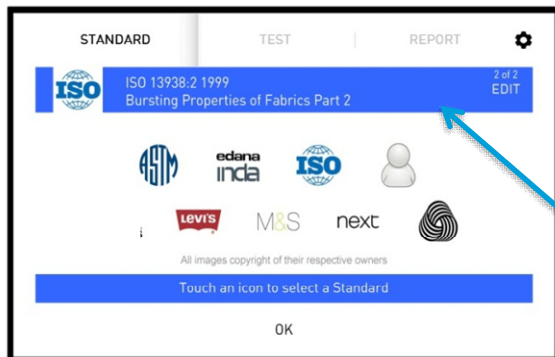 STANDARD TEST REPORT
2 of 2
ISO ISO 13938:2 1999 EDIT
Bursting Properties of Fabrics Part 2
ASTM edana inda ISO
LEVI'S M&S next
All images copyright of their respective owners
Touch an icon to select a Standard
OK